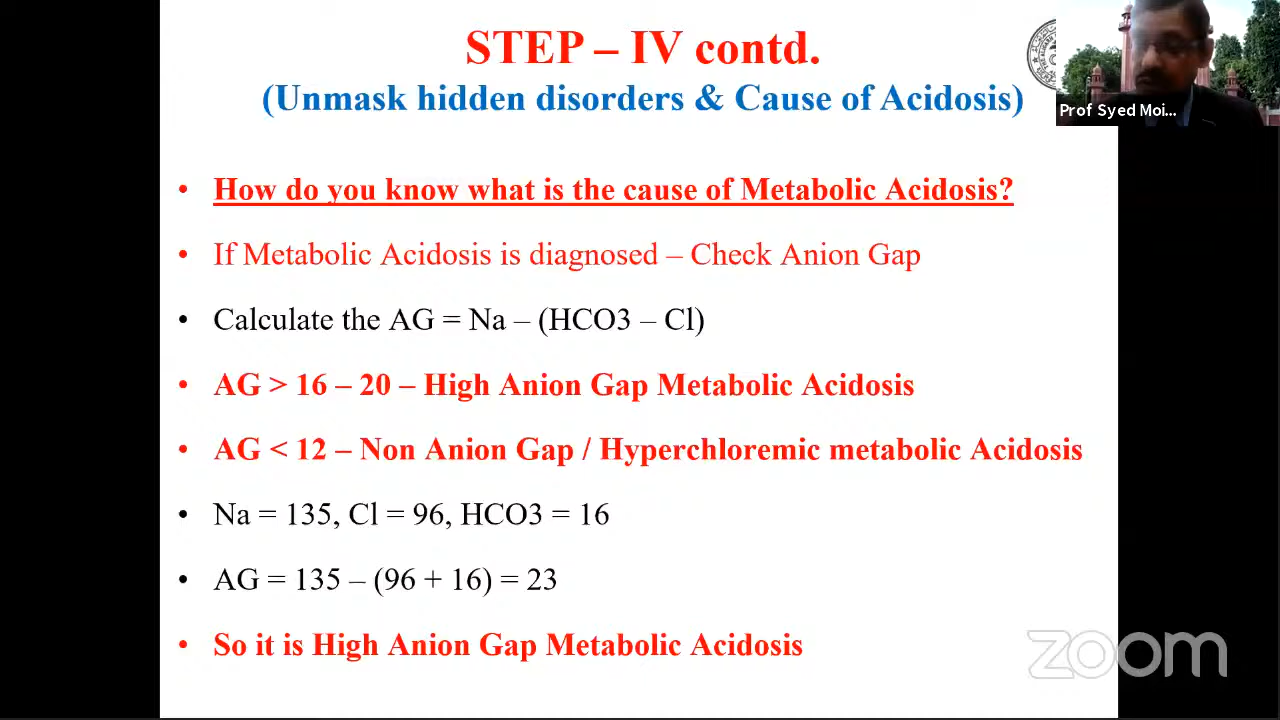 STEP – IV contd.
(Unmask hidden disorders & Cause of Acidosis)
Prof Syed Moi...
• How do you know what is the cause of Metabolic Acidosis?
• If Metabolic Acidosis is diagnosed – Check Anion Gap
• Calculate the AG = Na – (HCO3 – Cl)
• AG > 16 – 20 – High Anion Gap Metabolic Acidosis
• AG < 12 – Non Anion Gap / Hyperchloremic metabolic Acidosis
• Na = 135, Cl = 96, HCO3 = 16
• AG = 135 – (96 + 16) = 23
• So it is High Anion Gap Metabolic Acidosis
zoom